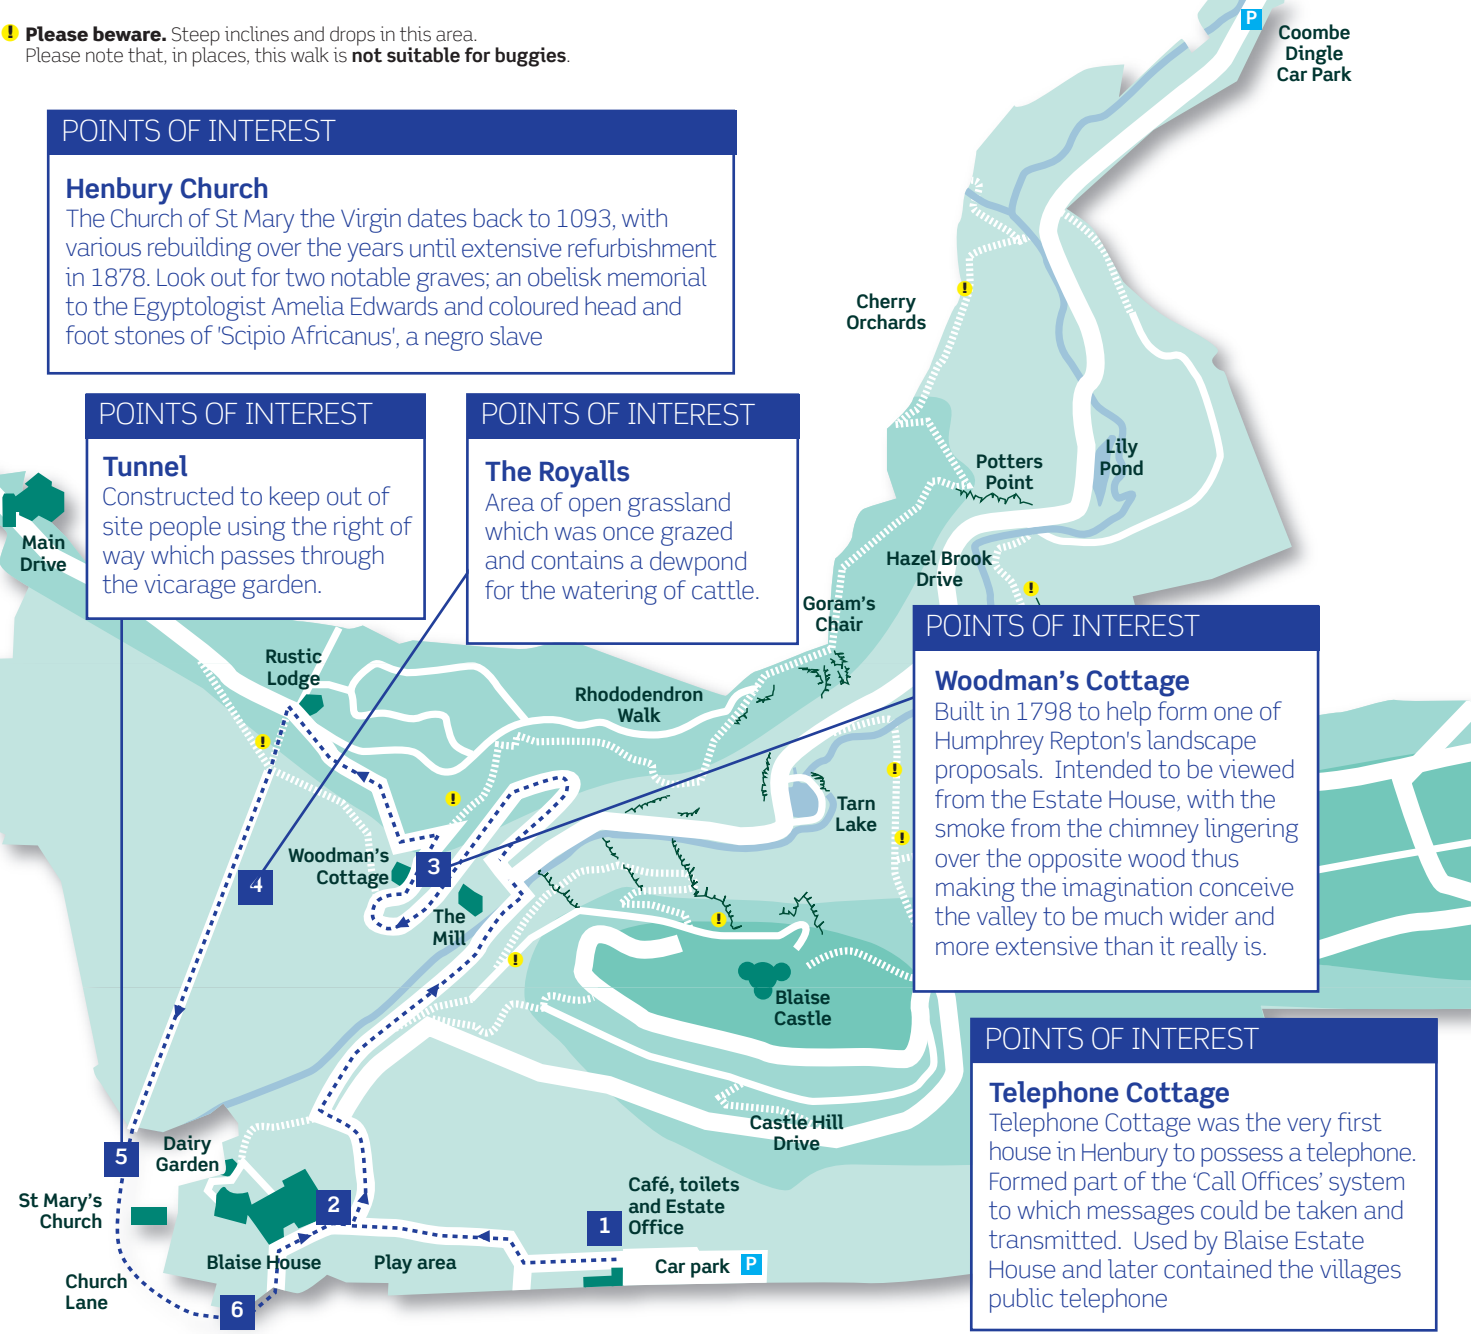 ! Please beware. Steep inclines and drops in this area.
Please note that, in places, this walk is not suitable for buggies.
P
Coombe
Dingle
Car Park
POINTS OF INTEREST
Henbury Church
The Church of St Mary the Virgin dates back to 1093, with
various rebuilding over the years until extensive refurbishment
in 1878. Look out for two notable graves; an obelisk memorial
to the Egyptologist Amelia Edwards and coloured head and
foot stones of 'Scipio Africanus', a negro slave
!
Cherry
Orchards
POINTS OF INTEREST
Tunnel
Constructed to keep out of
site people using the right of
way which passes through
the vicarage garden.
POINTS OF INTEREST
The Royalls
Area of open grassland
which was once grazed
and contains a dewpond
for the watering of cattle.
Potters
Point
Lily
Pond
Main
Drive
Hazel Brook
Drive
!
Goram's
Chair
POINTS OF INTEREST
Woodman's Cottage
Built in 1798 to help form one of
Humphrey Repton's landscape
proposals. Intended to be viewed
from the Estate House, with the
smoke from the chimney lingering
over the opposite wood thus
making the imagination conceive
the valley to be much wider and
more extensive than it really is.
Rustic
Lodge
Rhododendron
Walk
!
!
!
!
Tarn
Lake
Woodman's
Cottage
3
4
The
Mill
!
!
Blaise
Castle
POINTS OF INTEREST
Telephone Cottage
Telephone Cottage was the very first
house in Henbury to possess a telephone.
Formed part of the ‘Call Offices’ system
to which messages could be taken and
transmitted. Used by Blaise Estate
House and later contained the villages
public telephone
Castle Hill
Drive
5
Dairy
Garden
St Mary's
Church
2
Café, toilets
and Estate
Office
1
Blaise House
Play area
Car park P
Church
Lane
6